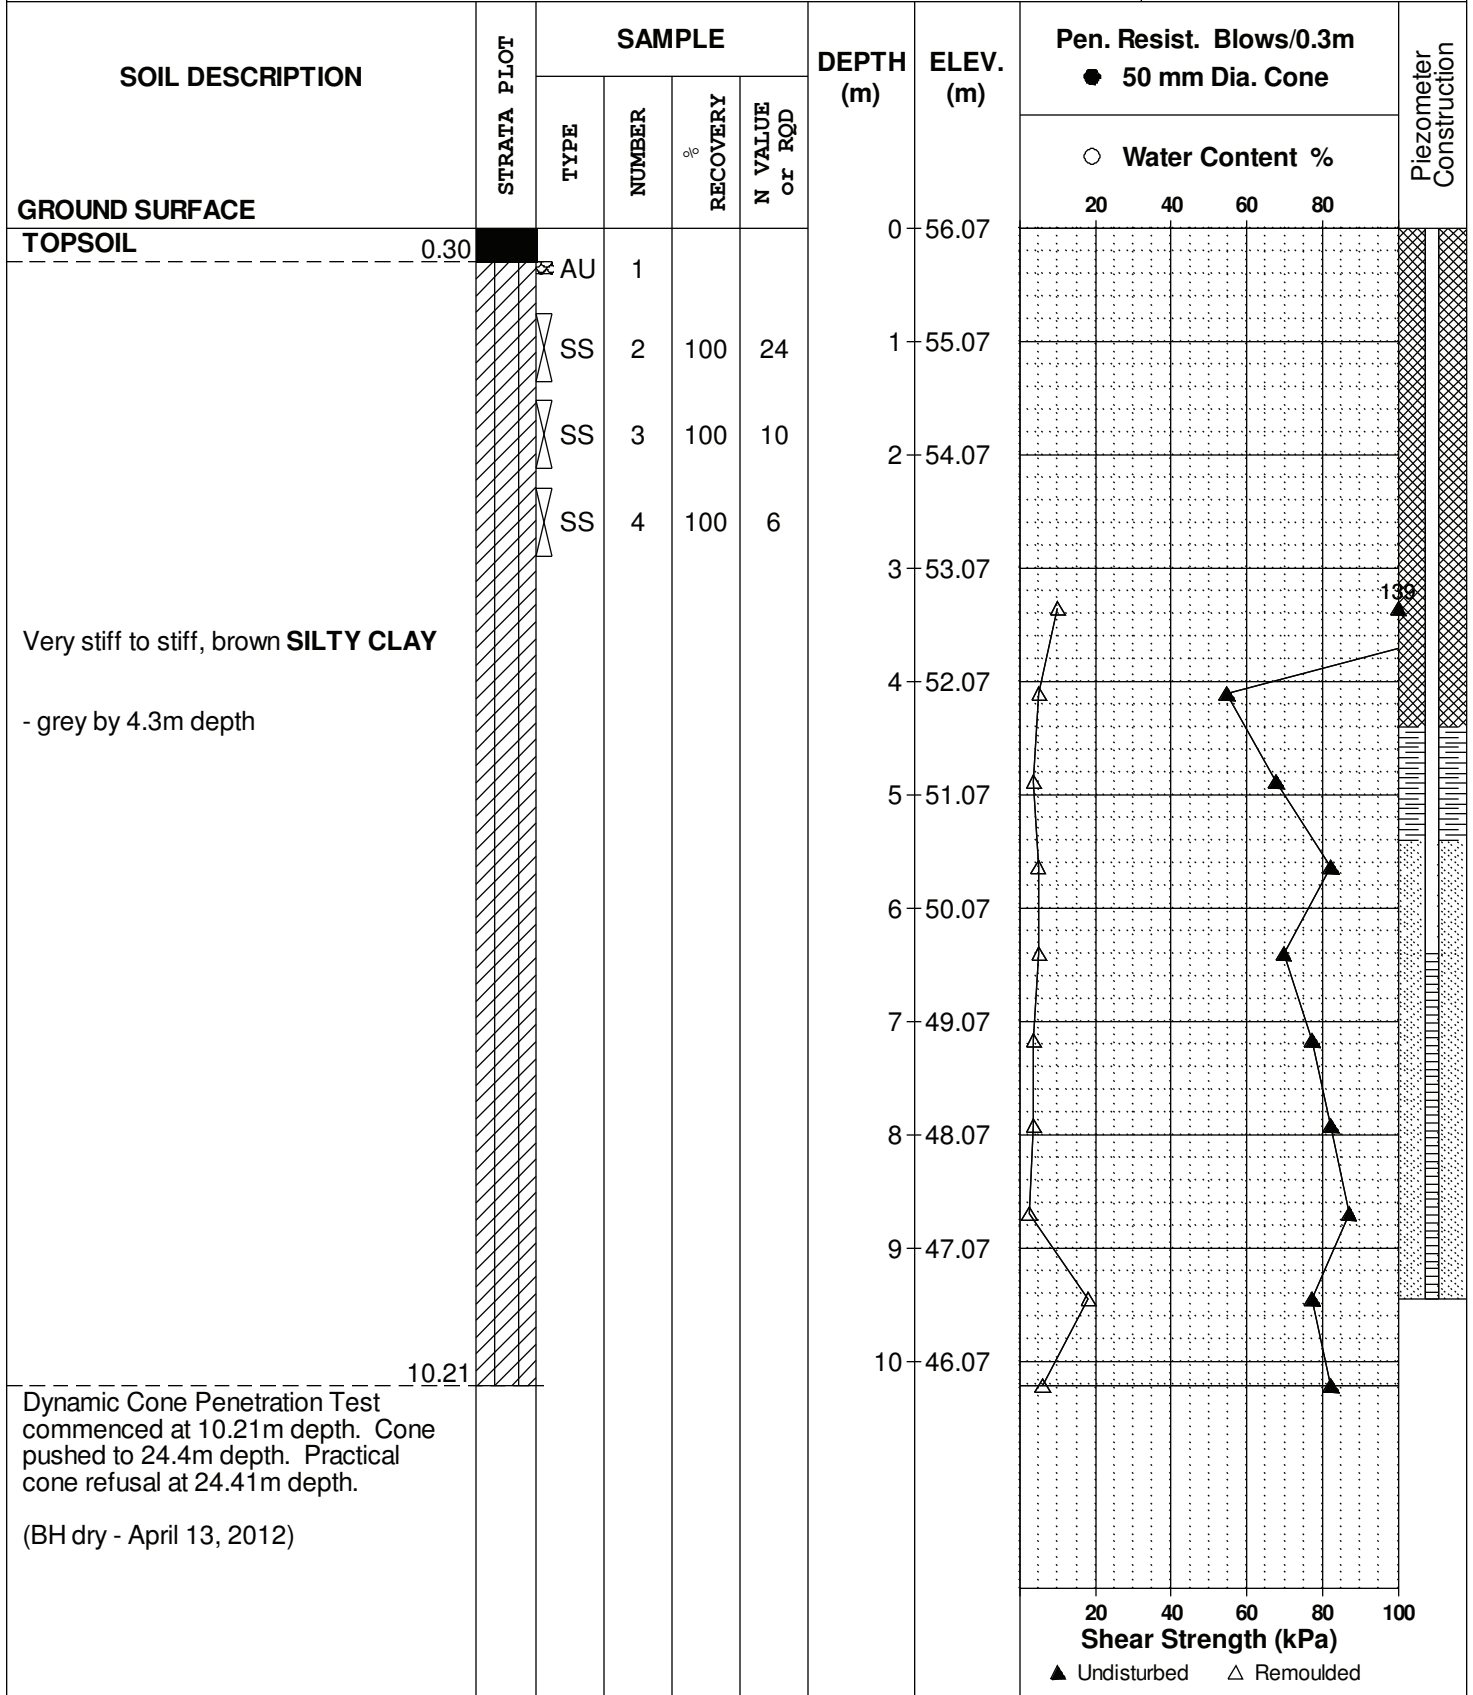 SOIL DESCRIPTION
GROUND SURFACE
STRATA PLOT
SAMPLE
TYPE
NUMBER
%
RECOVERY
N VALUE
or RQD
DEPTH
(m)
ELEV.
(m)
Pen. Resist. Blows/0.3m
● 50 mm Dia. Cone
○ Water Content %
20 40 60 80
Piezometer
Construction
TOPSOIL 0.30
0 56.07
AU 1
SS 2 100 24
1 55.07
SS 3 100 10
2 54.07
SS 4 100 6
3 53.07
139
Very stiff to stiff, brown SILTY CLAY
4 52.07
- grey by 4.3m depth
5 51.07
6 50.07
7 49.07
8 48.07
9 47.07
10 46.07
10.21
Dynamic Cone Penetration Test
commenced at 10.21m depth. Cone
pushed to 24.4m depth. Practical
cone refusal at 24.41m depth.
(BH dry - April 13, 2012)
20 40 60 80 100
Shear Strength (kPa)
▲ Undisturbed △ Remoulded